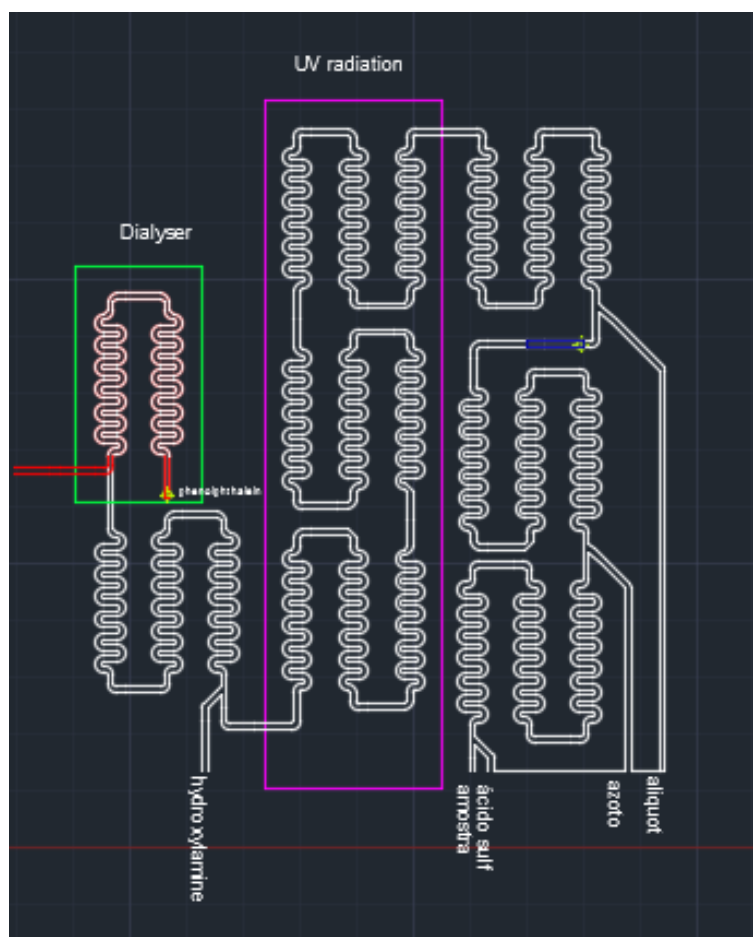 UV radiation
Dialyser
phenolphthalein
hydroxylamine
amostra
ácido sulf
azoto
aliquot